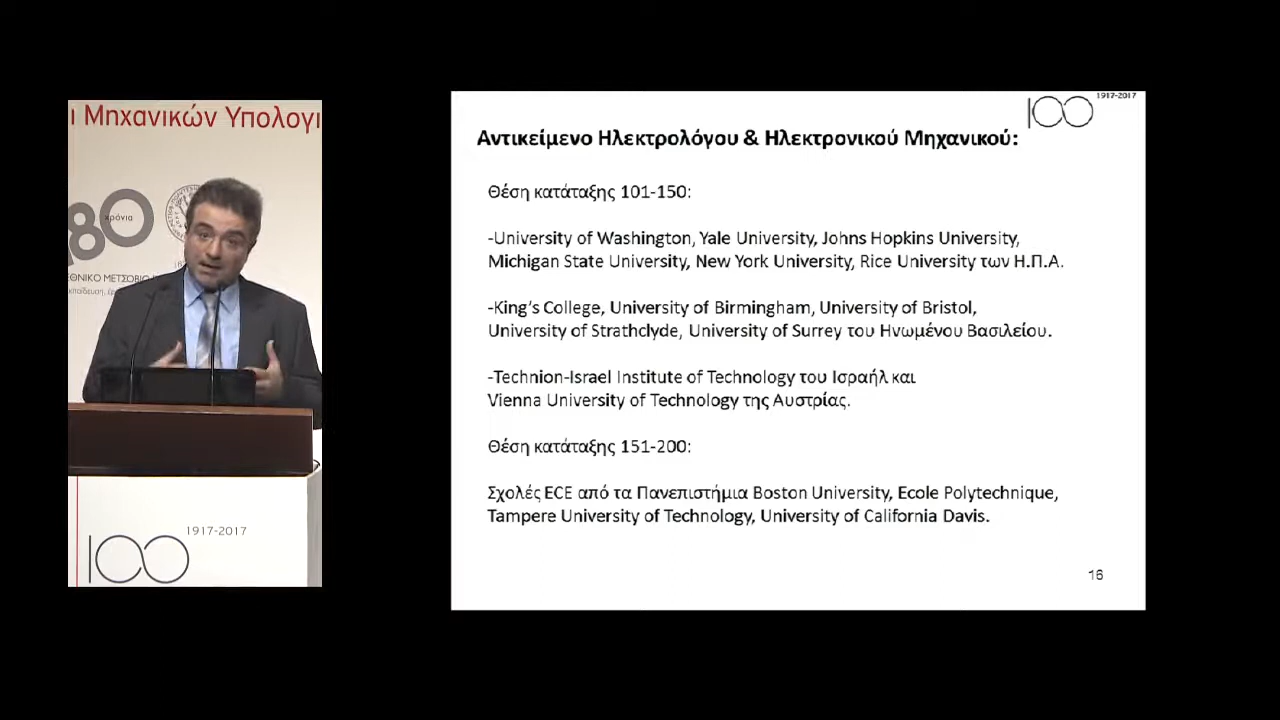 ι Μηχανικών Υπολογι
180
χρόνια
ΕΘΝΙΚΟ ΜΕΤΣΟΒΙΟ
1917-2017
100
1917-2017
100
Αντικείμενο Ηλεκτρολόγου & Ηλεκτρονικού Μηχανικού:
Θέση κατάταξης 101-150:
-University of Washington, Yale University, Johns Hopkins University,
Michigan State University, New York University, Rice University των Η.Π.Α.
-King's College, University of Birmingham, University of Bristol,
University of Strathclyde, University of Surrey του Ηνωμένου Βασιλείου.
-Technion-Israel Institute of Technology του Ισραήλ και
Vienna University of Technology της Αυστρίας.
Θέση κατάταξης 151-200:
Σχολές ECE από τα Πανεπιστήμια Boston University, Ecole Polytechnique,
Tampere University of Technology, University of California Davis.
16